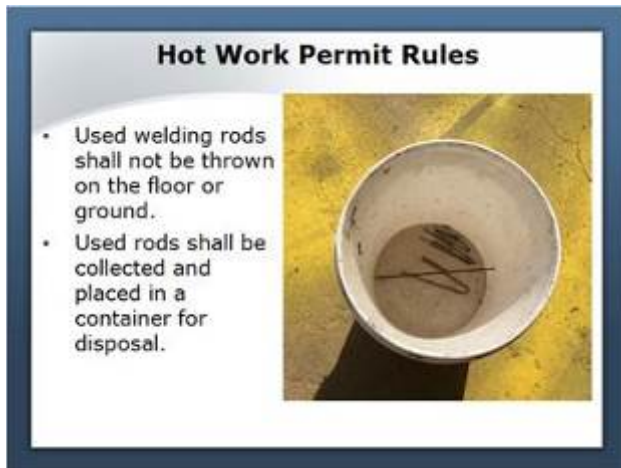 Hot Work Permit Rules
• Used welding rods
shall not be thrown
on the floor or
ground.
• Used rods shall be
collected and
placed in a
container for
disposal.